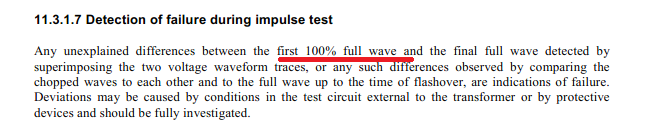 11.3.1.7 Detection of failure during impulse test
Any unexplained differences between the first 100% full wave and the final full wave detected by
superimposing the two voltage waveform traces, or any such differences observed by comparing the
chopped waves to each other and to the full wave up to the time of flashover, are indications of failure.
Deviations may be caused by conditions in the test circuit external to the transformer or by protective
devices and should be fully investigated.